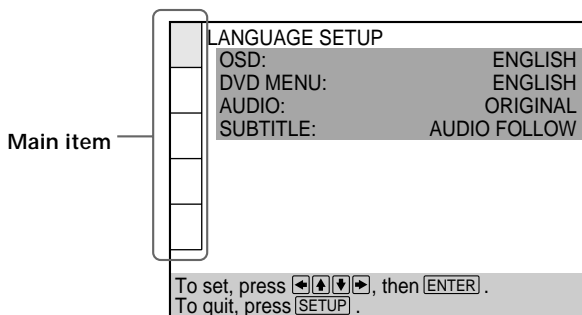 LANGUAGE SETUP
OSD: ENGLISH
DVD MENU: ENGLISH
AUDIO: ORIGINAL
SUBTITLE: AUDIO FOLLOW
Main item
To set, press ←↑↓→, then ENTER .
To quit, press SETUP .